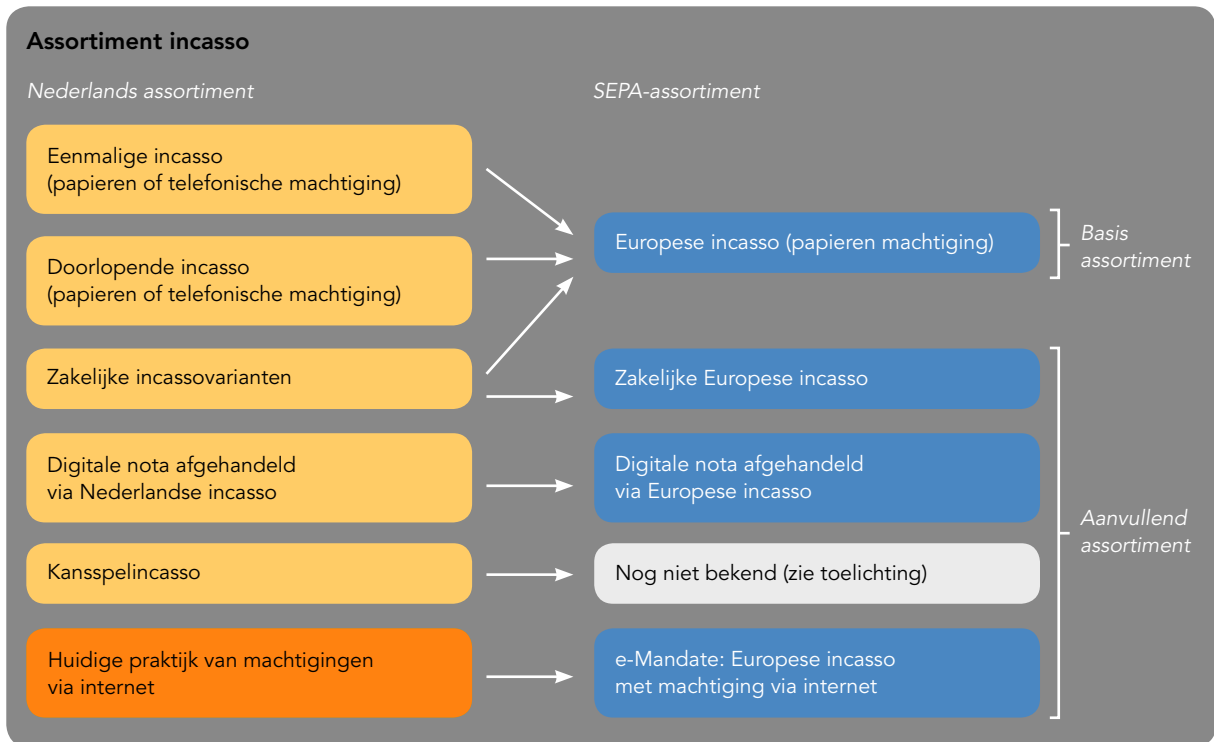 Assortiment incasso
Nederlands assortiment
SEPA-assortiment
Eenmalige incasso
(papieren of telefonische machtiging)
Doorlopende incasso
(papieren of telefonische machtiging)
Zakelijke incassovarianten
Digitale nota afgehandeld
via Nederlandse incasso
Kansspelincasso
Huidige praktijk van machtigingen
via internet
Europese incasso (papieren machtiging)
Zakelijke Europese incasso
Digitale nota afgehandeld
via Europese incasso
Nog niet bekend (zie toelichting)
e-Mandate: Europese incasso
met machtiging via internet
Basis
assortiment
Aanvullend
assortiment